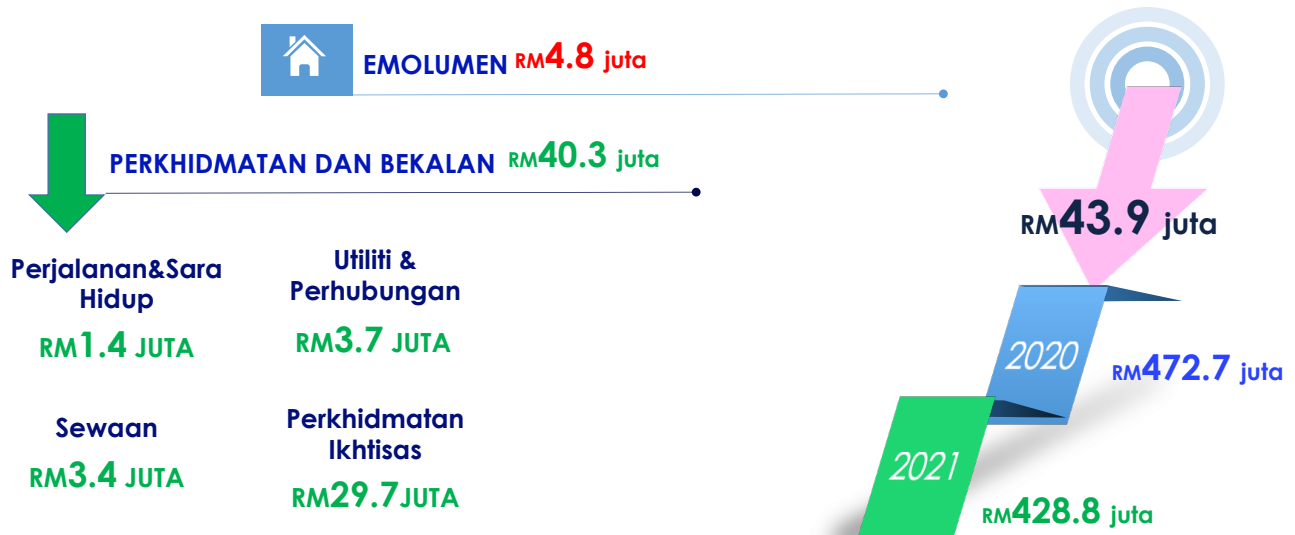 EMOLUMEN RM4.8 juta
PERKHIDMATAN DAN BEKALAN RM40.3 juta
Perjalanan&Sara
Hidup
RM1.4 JUTA
Utiliti &
Perhubungan
RM3.7 JUTA
Sewaan
RM3.4 JUTA
Perkhidmatan
Ikhtisas
RM29.7JUTA
RM43.9 juta
2020
RM472.7 juta
2021
RM428.8 juta